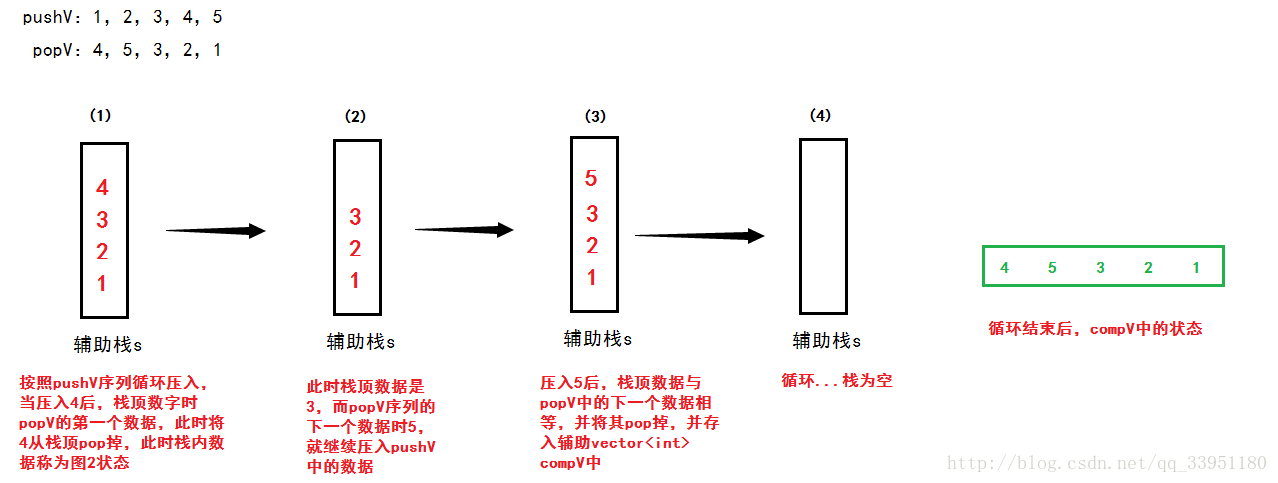 pushV: 1, 2, 3, 4, 5
popV: 4, 5, 3, 2, 1
(1)
(2)
(3)
(4)
4
3
2
1
3
2
1
5
3
2
1
4 5 3 2 1
辅助栈s
辅助栈s
辅助栈s
辅助栈s
循环结束后，compV中的状态
按照pushV序列循环压入，
当压入4后，栈顶数字时
popV的第一个数据，此时将
4从栈顶pop掉，此时栈内数
据称为图2状态
此时栈顶数据是
3，而popV序列的
下一个数据时5，
就继续压入pushV
中的数据
压入5后，栈顶数据与
popV中的下一个数据相
等，并将其pop掉，并存
入辅助vector<int>
compV中
循环...栈为空
http://blog.csdn.net/qq_33951180